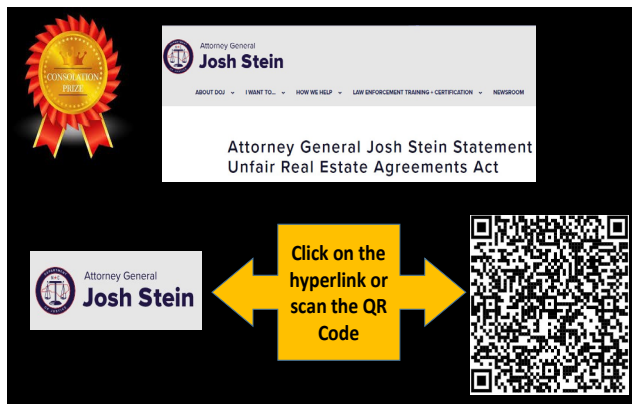 CONSOLATION
PRIZE
Attorney General
Josh Stein
ABOUT DOJ
I WANT TO...
HOW WE HELP
LAW ENFORCEMENT TRAINING + CERTIFICATION
NEWSROOM
Attorney General Josh Stein Statement
Unfair Real Estate Agreements Act
Attorney General
Josh Stein
Click on the
hyperlink or
scan the QR
Code